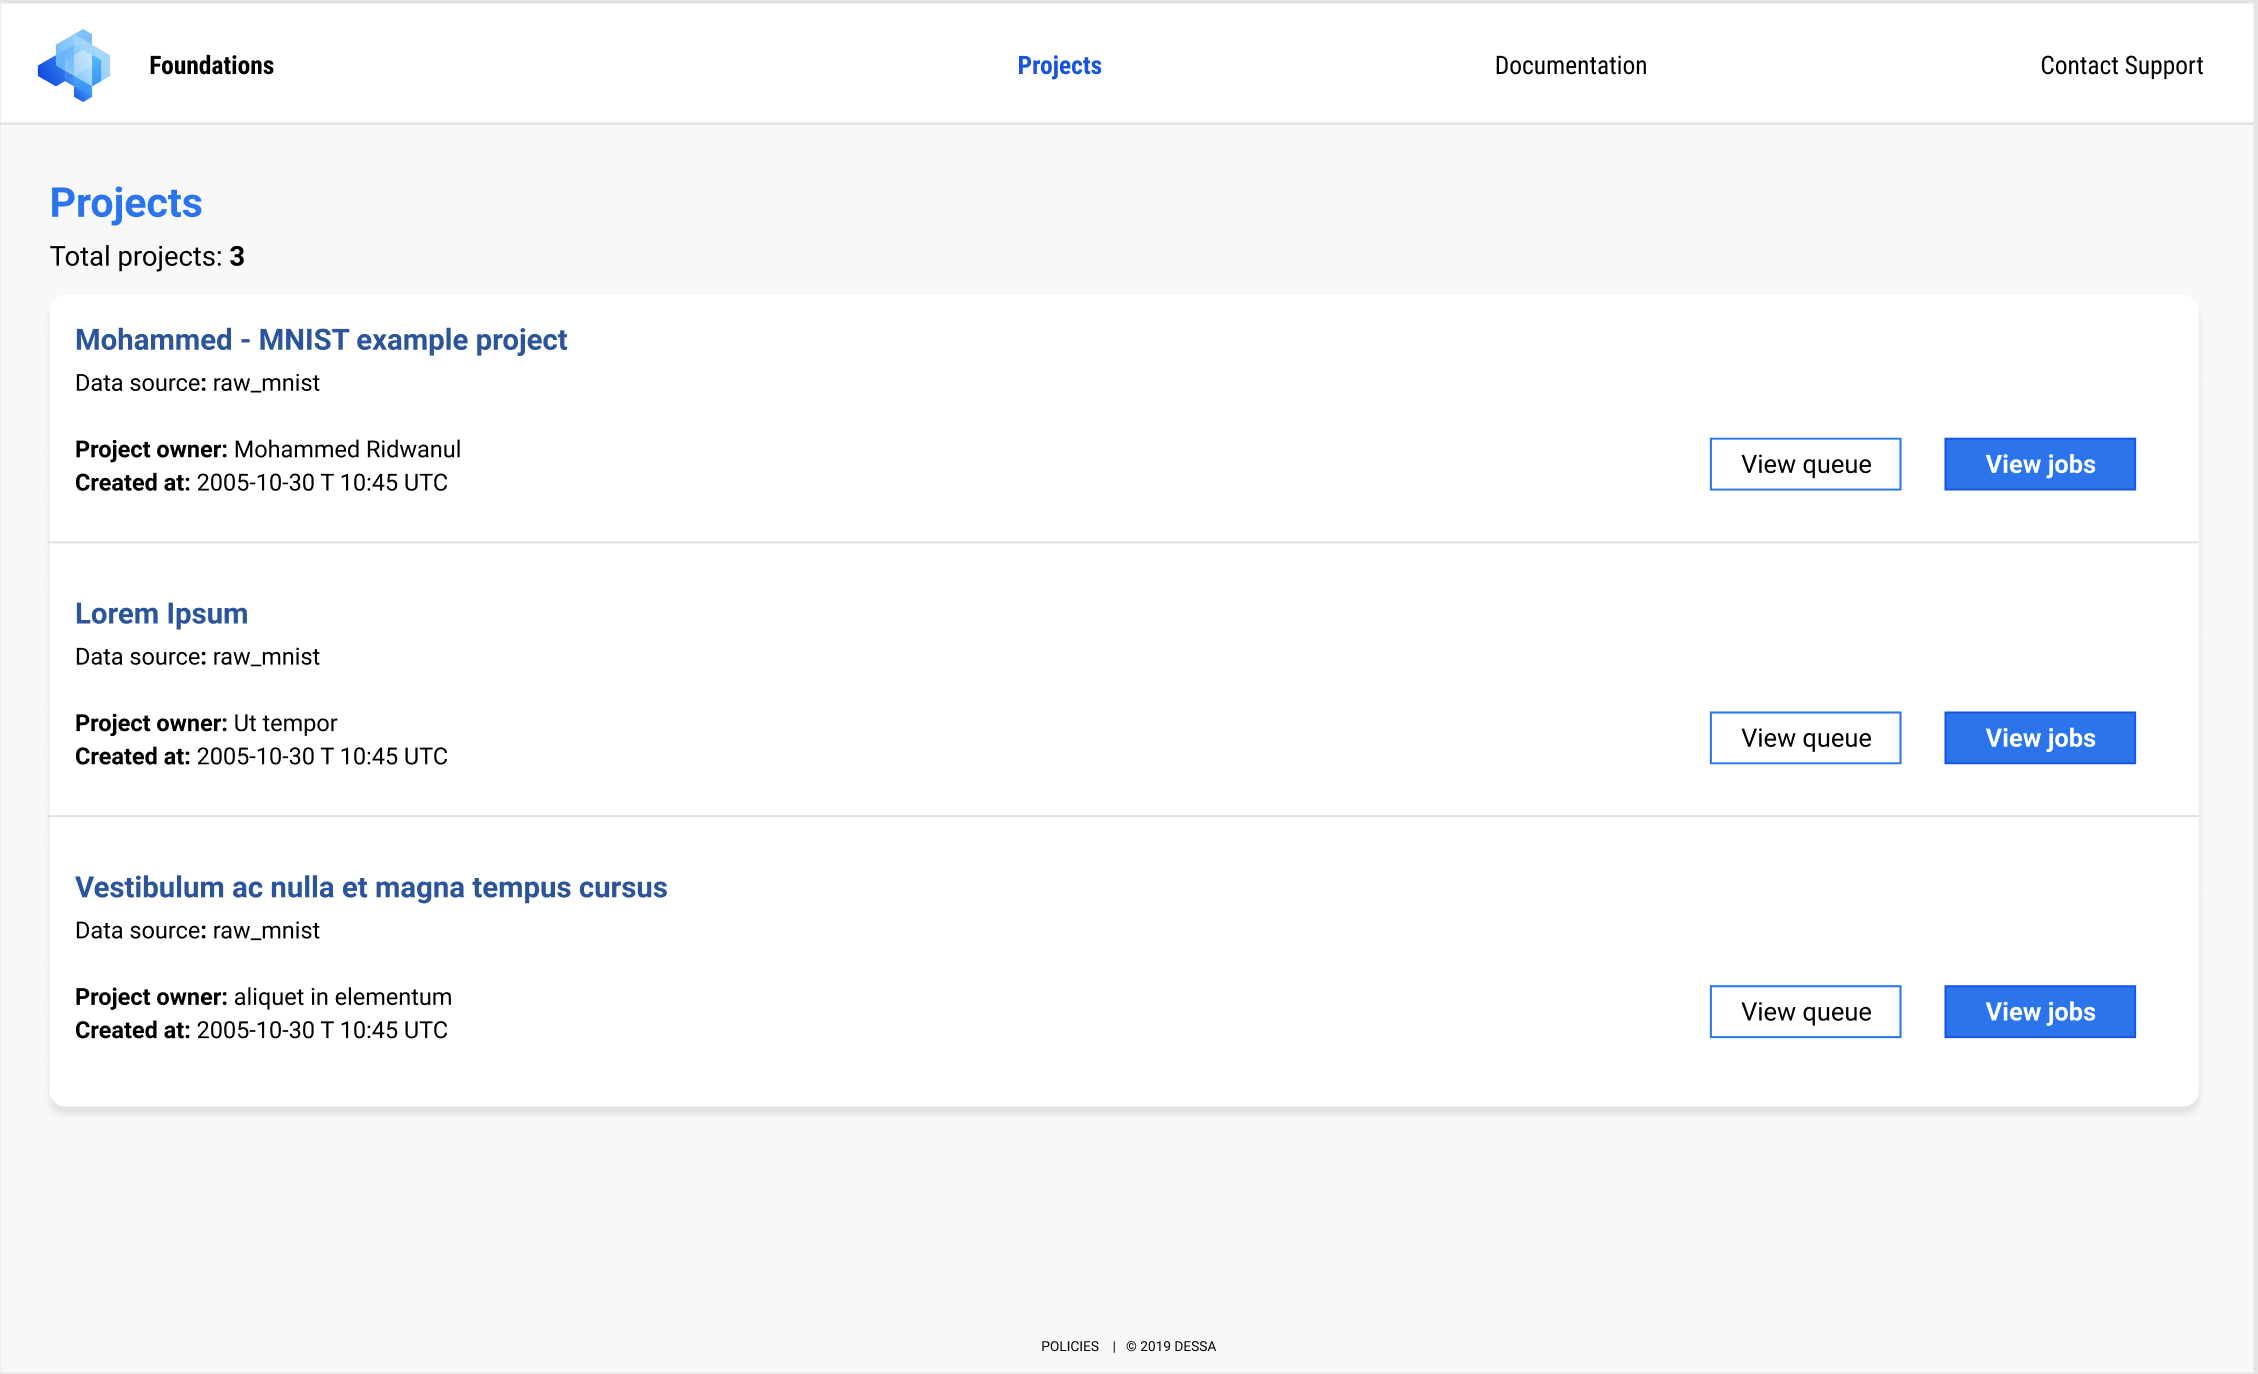 Foundations
Projects
Documentation
Contact Support
Projects
Total projects: 3
Mohammed - MNIST example project
Data source: raw_mnist
Project owner: Mohammed Ridwanul
Created at: 2005-10-30 T 10:45 UTC
View queue
View jobs
Lorem Ipsum
Data source: raw_mnist
Project owner: Ut tempor
Created at: 2005-10-30 T 10:45 UTC
View queue
View jobs
Vestibulum ac nulla et magna tempus cursus
Data source: raw_mnist
Project owner: aliquet in elementum
Created at: 2005-10-30 T 10:45 UTC
View queue
View jobs
POLICIES | © 2019 DESSA